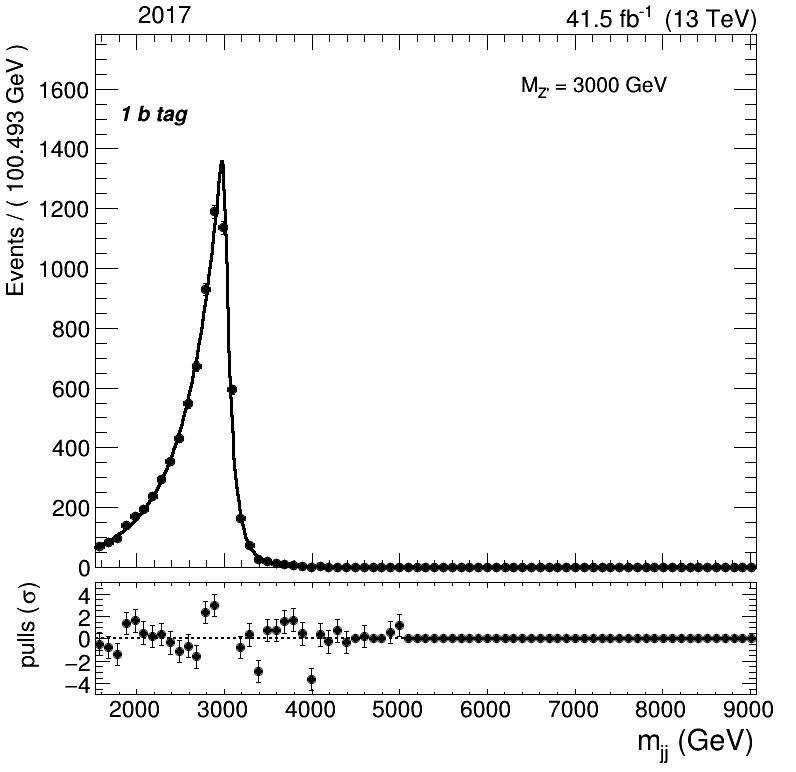 2017
41.5 fb⁻¹ (13 TeV)
Events / ( 100.493 GeV )
1600
1400
1200
1000
800
600
400
200
0
M_Z' = 3000 GeV
1 b tag
pulls (σ)
4
2
0
−2
−4
2000 3000 4000 5000 6000 7000 8000 9000
m_jj (GeV)